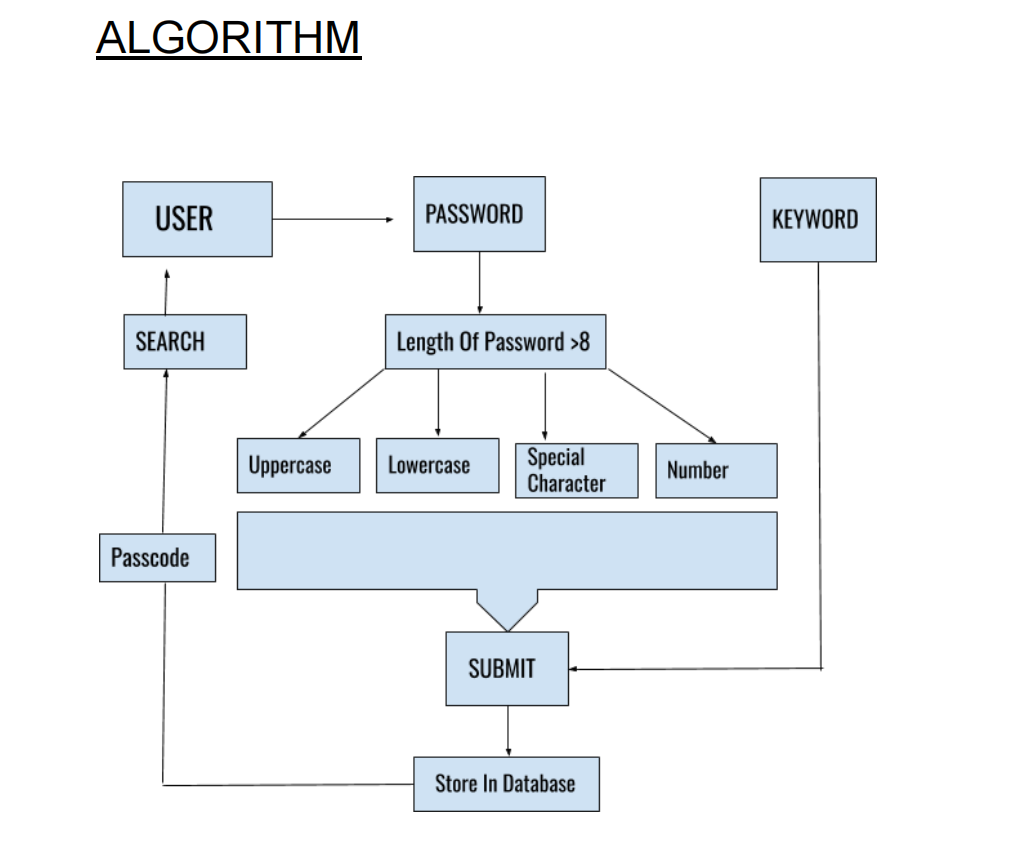 ALGORITHM
USER
PASSWORD
KEYWORD
SEARCH
Length Of Password >8
Uppercase
Lowercase
Special
Character
Number
Passcode
SUBMIT
Store In Database